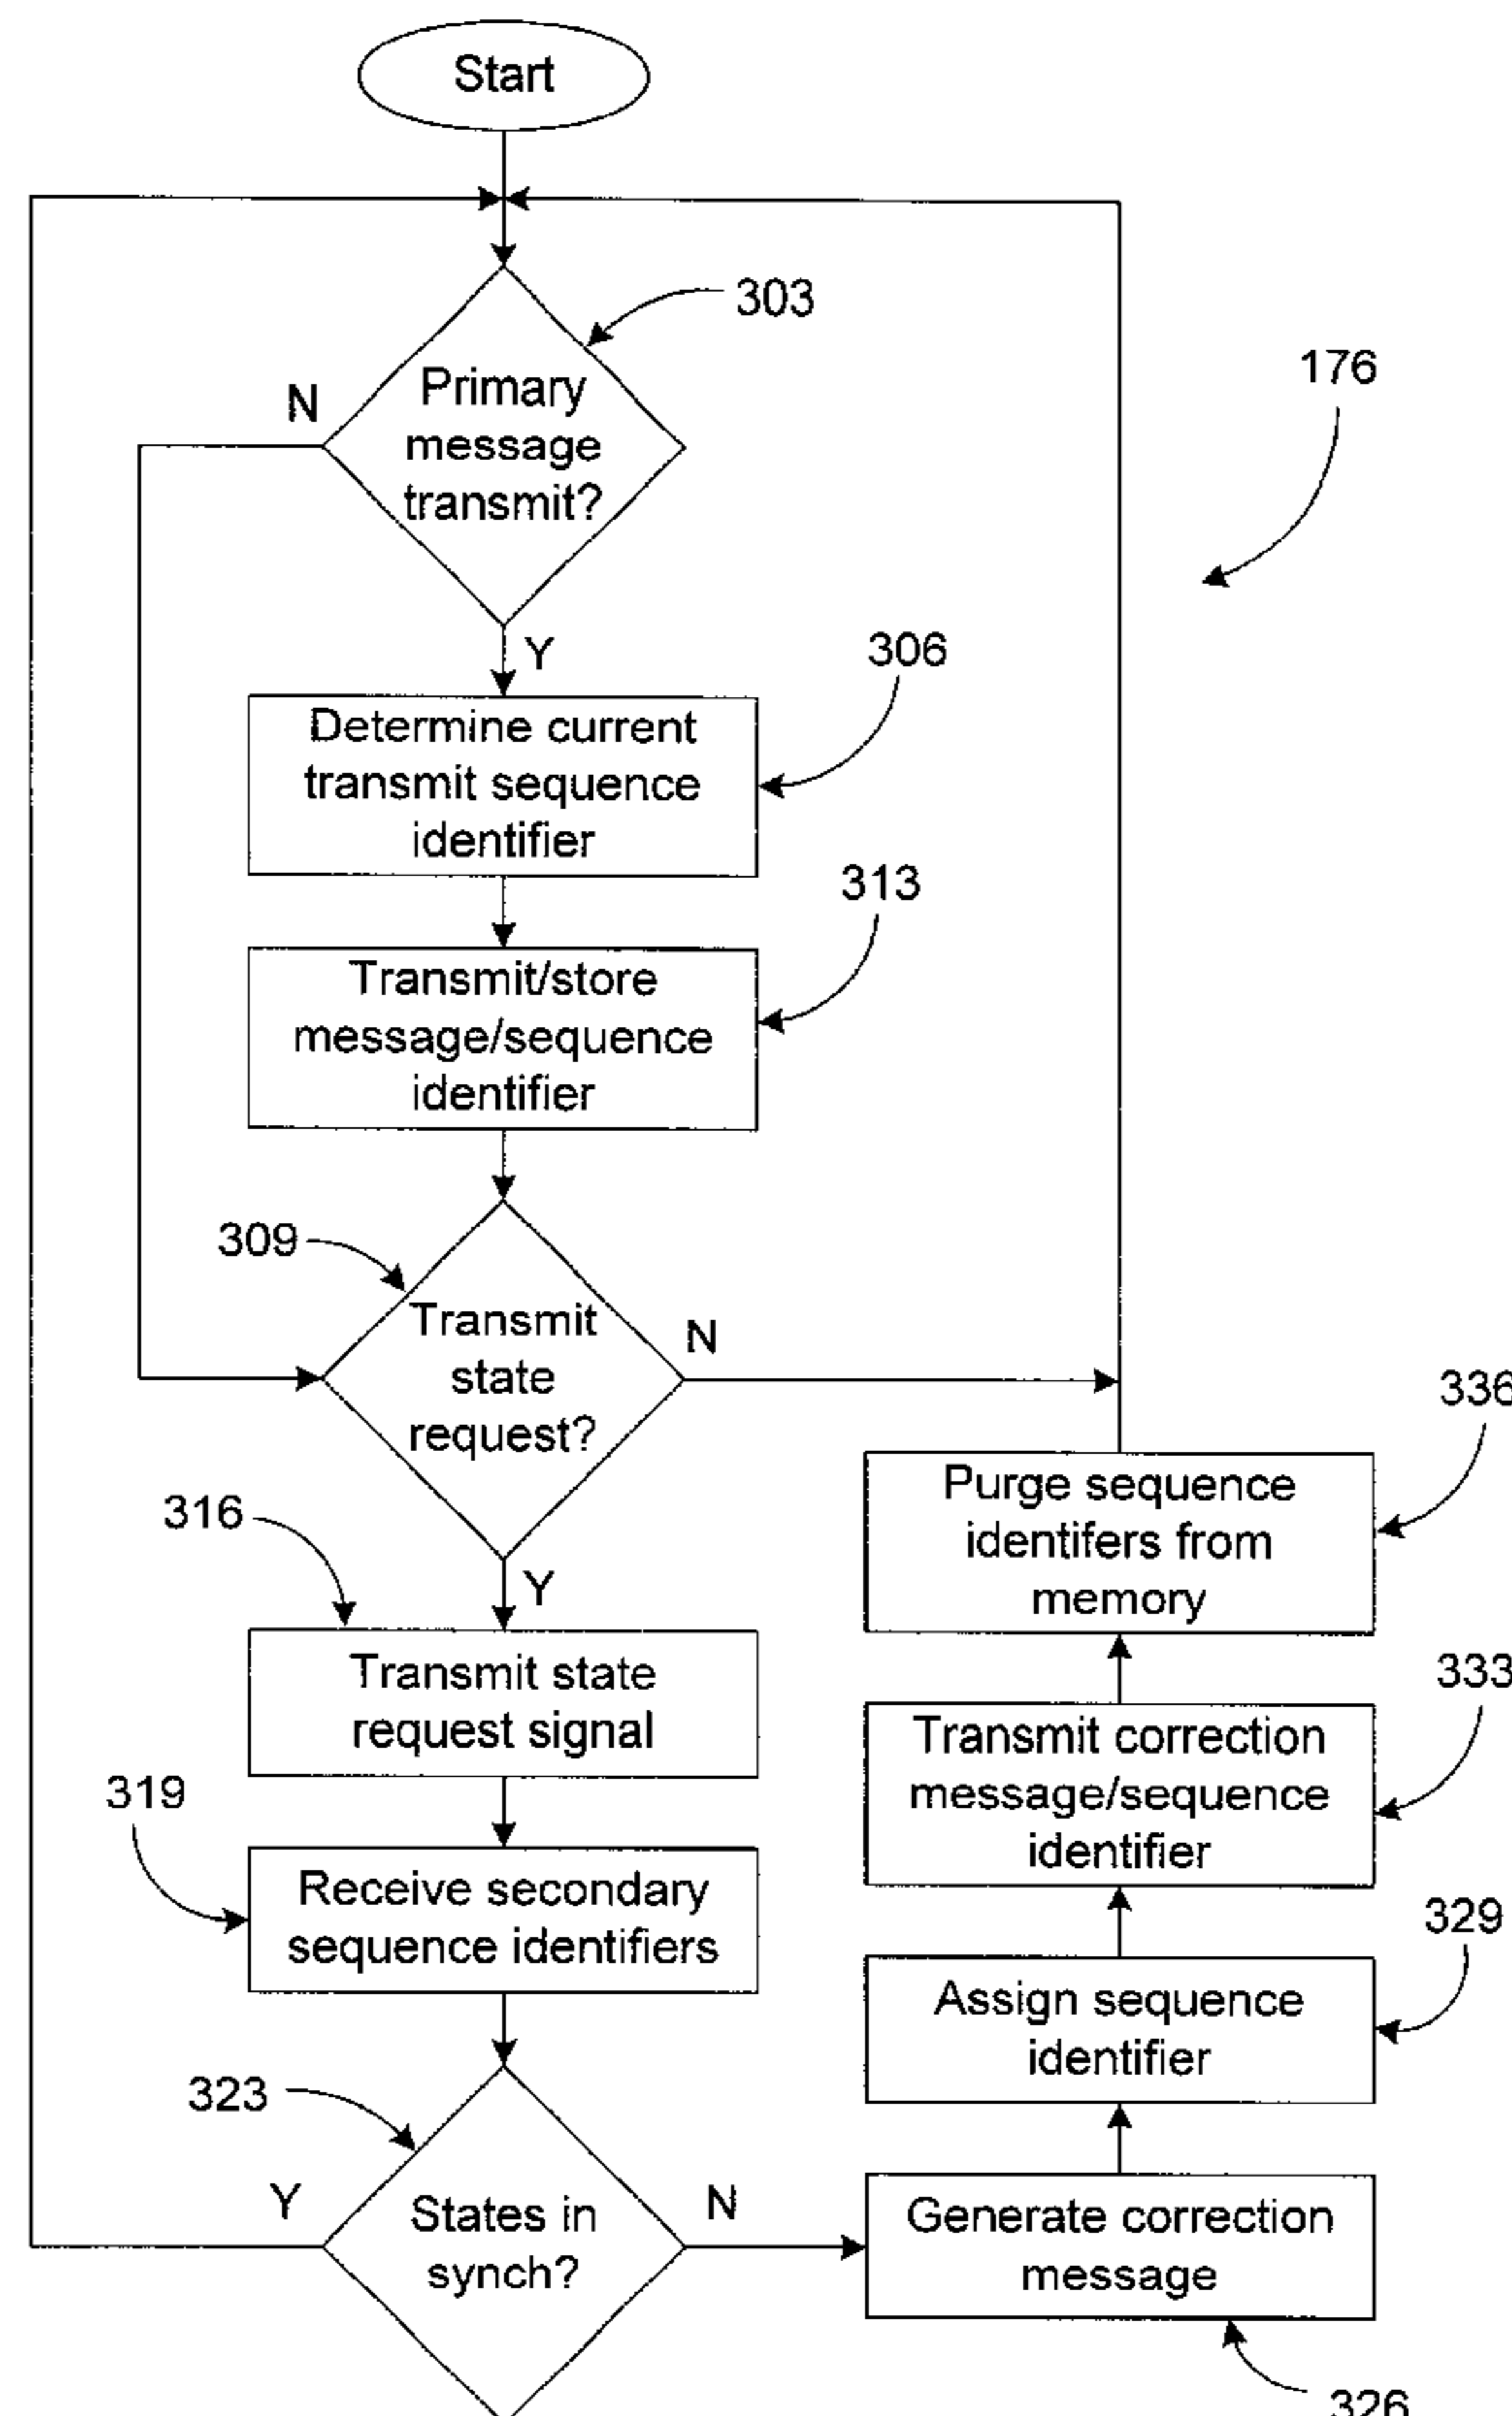 Start
303
Primary
message
transmit?
N
176
Y
306
Determine current
transmit sequence
identifier
313
Transmit/store
message/sequence
identifier
309
Transmit
state
request?
N
316
Y
Transmit state
request signal
319
Receive secondary
sequence identifiers
323
Y
States in
synch?
N
336
Purge sequence
identifers from
memory
333
Transmit correction
message/sequence
identifier
329
Assign sequence
identifier
Generate correction
message
326